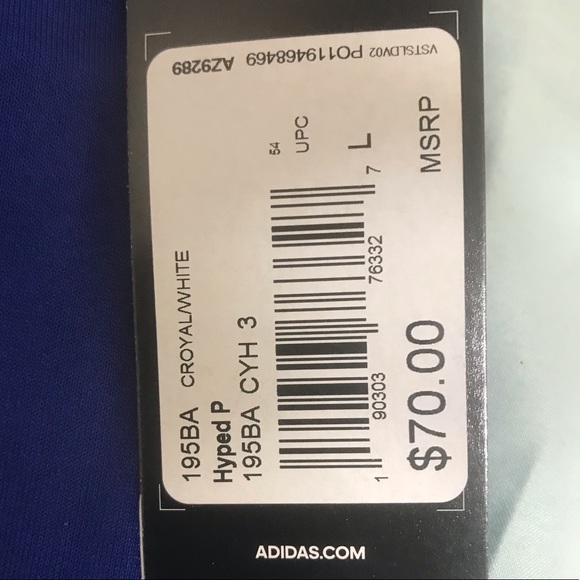 195BA CROYAL/WHITE
Hyped P
195BA CYH 3
54
UPC
1 90303 76332 7
L
$70.00 MSRP
AZ9289 PO119468469 VSTSLDV02
ADIDAS.COM